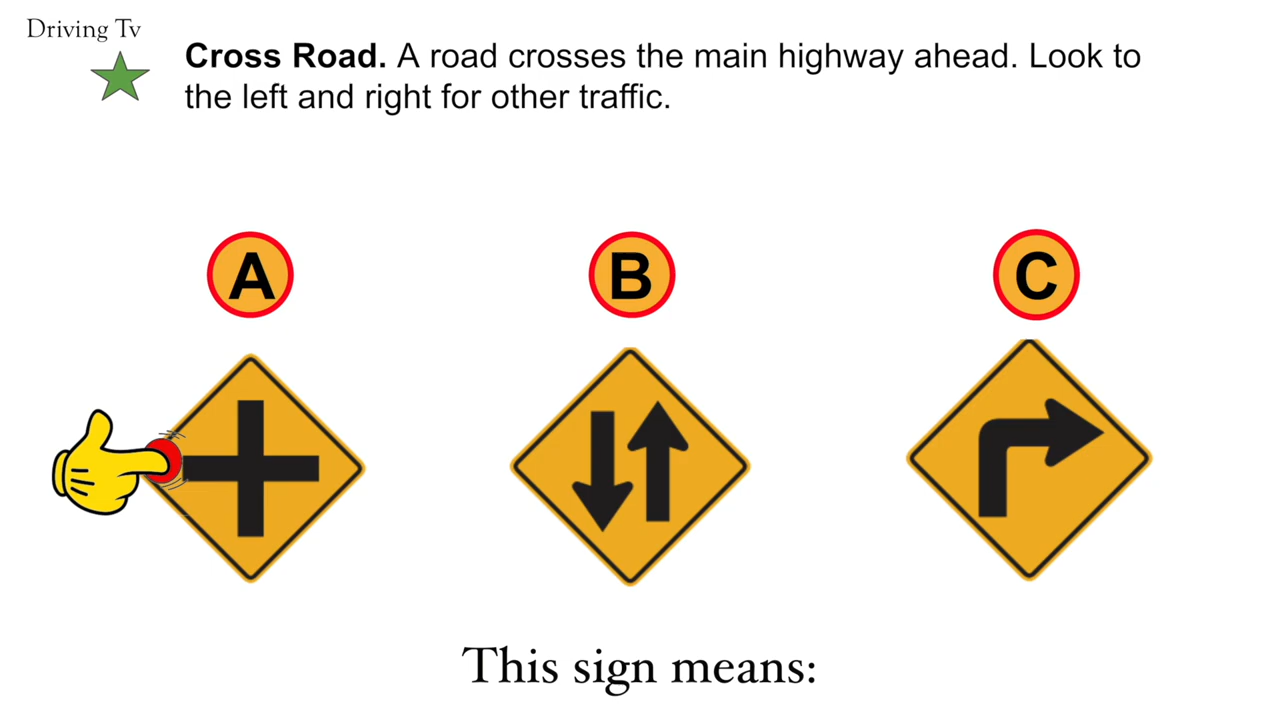 Driving Tv
Cross Road. A road crosses the main highway ahead. Look to
the left and right for other traffic.
A
B
C
This sign means: